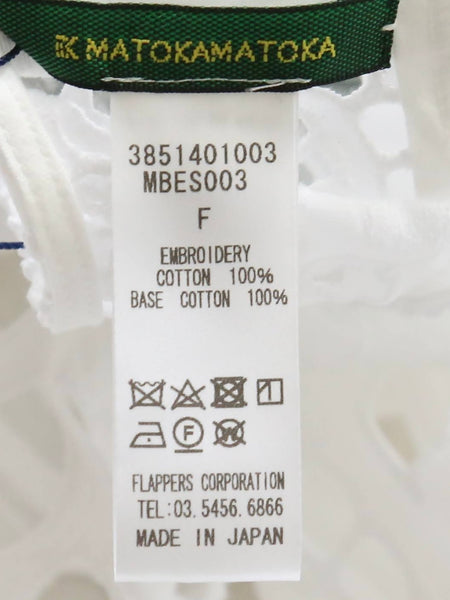 MATOKAMATOKA
3851401003
MBES003
F
EMBROIDERY
COTTON 100%
BASE COTTON 100%
F
W
FLAPPERS CORPORATION
TEL:03.5456.6866
MADE IN JAPAN